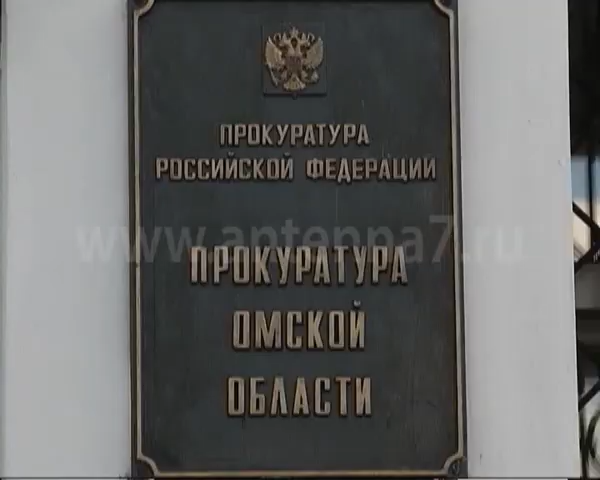 ПРОКУРАТУРА
РОССИЙСКОЙ ФЕДЕРАЦИИ
www.antenna7.ru
ПРОКУРАТУРА
ОМСКОЙ
ОБЛАСТИ